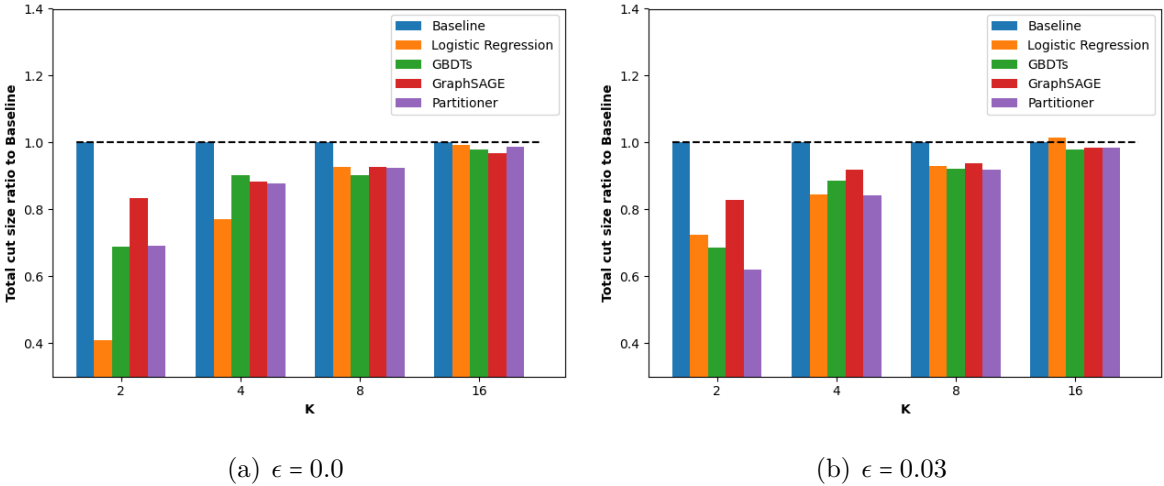 1.4
1.2
1.0
0.8
0.6
0.4
Total cut size ratio to Baseline
Baseline
Logistic Regression
GBDTs
GraphSAGE
Partitioner
2 4 8 16
K
(a) ϵ = 0.0
1.4
1.2
1.0
0.8
0.6
0.4
Total cut size ratio to Baseline
Baseline
Logistic Regression
GBDTs
GraphSAGE
Partitioner
2 4 8 16
K
(b) ϵ = 0.03